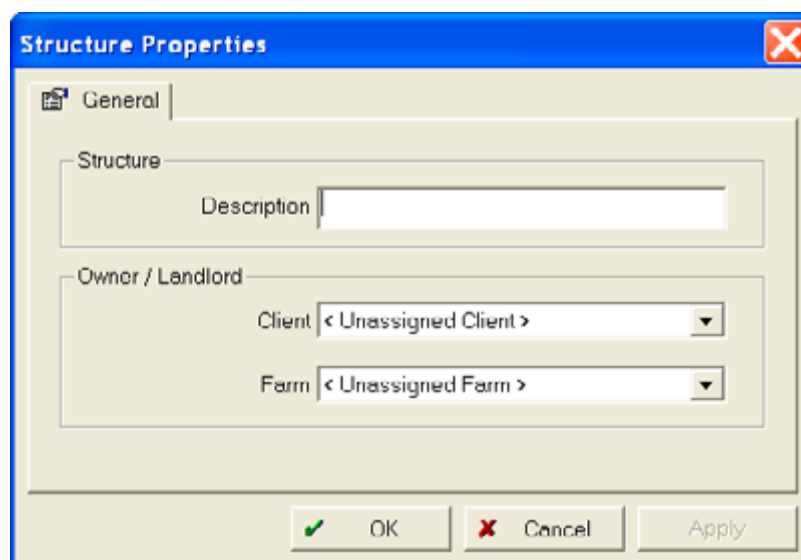 Structure Properties
General
Structure
Description
Owner / Landlord
Client < Unassigned Client >
Farm < Unassigned Farm >
OK Cancel Apply